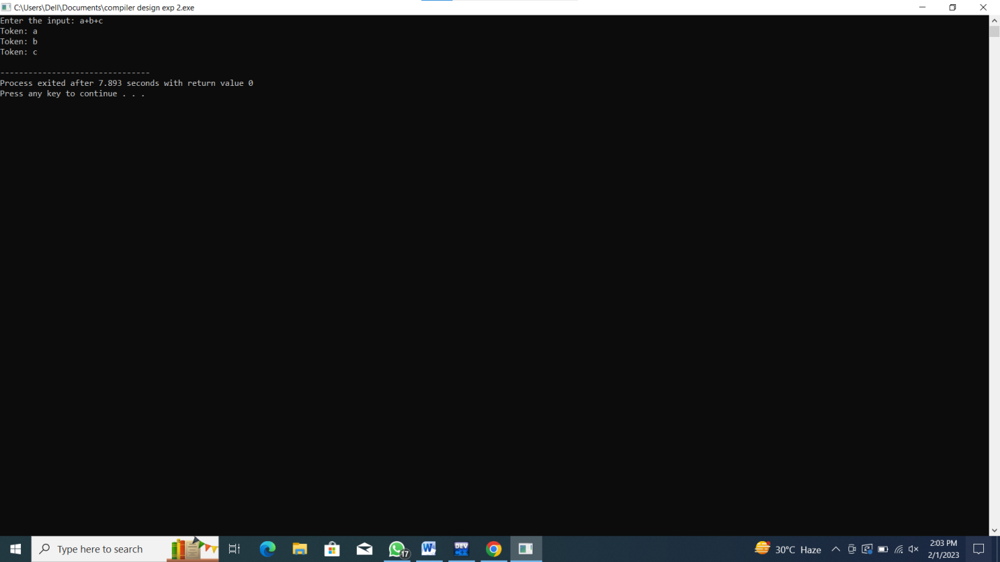 C:\Users\Dell\Documents\compiler design exp 2.exe
Enter the input: a+b+c
Token: a
Token: b
Token: c
--------------------------------
Process exited after 7.893 seconds with return value 0
Press any key to continue . . .
Type here to search
17
W
DEV
C++
30°C Haze
2:03 PM
2/1/2023